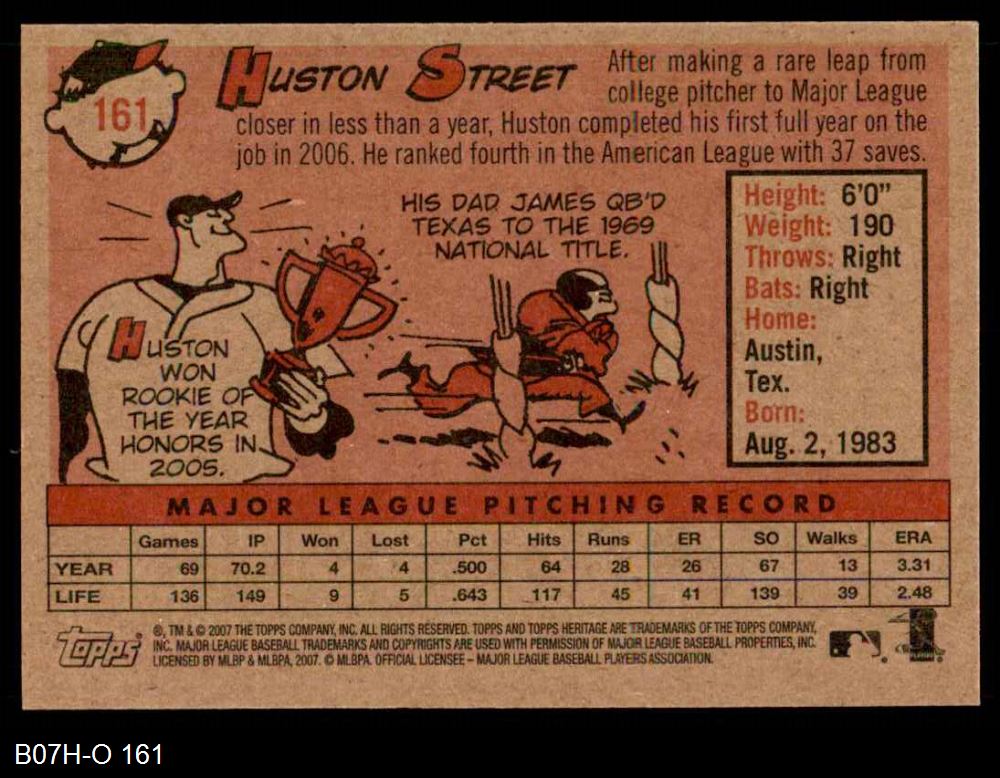 161
HUSTON STREET
After making a rare leap from
college pitcher to Major League
closer in less than a year, Huston completed his first full year on the
job in 2006. He ranked fourth in the American League with 37 saves.
HIS DAD JAMES QB'D
TEXAS TO THE 1969
NATIONAL TITLE.
HUSTON
WON
ROOKIE OF
THE YEAR
HONORS IN
2005.
Height: 6'0"
Weight: 190
Throws: Right
Bats: Right
Home:
Austin,
Tex.
Born:
Aug. 2, 1983
MAJOR LEAGUE PITCHING RECORD
Games IP Won Lost Pct Hits Runs ER SO Walks ERA
YEAR 69 70.2 4 4 .500 64 28 26 67 13 3.31
LIFE 136 149 9 5 .643 117 45 41 139 39 2.48
topps
®, TM & © 2007 THE TOPPS COMPANY, INC. ALL RIGHTS RESERVED. TOPPS AND TOPPS HERITAGE ARE TRADEMARKS OF THE TOPPS COMPANY,
INC. MAJOR LEAGUE BASEBALL TRADEMARKS AND COPYRIGHTS ARE USED WITH PERMISSION OF MAJOR LEAGUE BASEBALL PROPERTIES, INC.
LICENSED BY MLBP & MLBPA, 2007. © MLBPA. OFFICIAL LICENSEE – MAJOR LEAGUE BASEBALL PLAYERS ASSOCIATION.
B07H-O 161